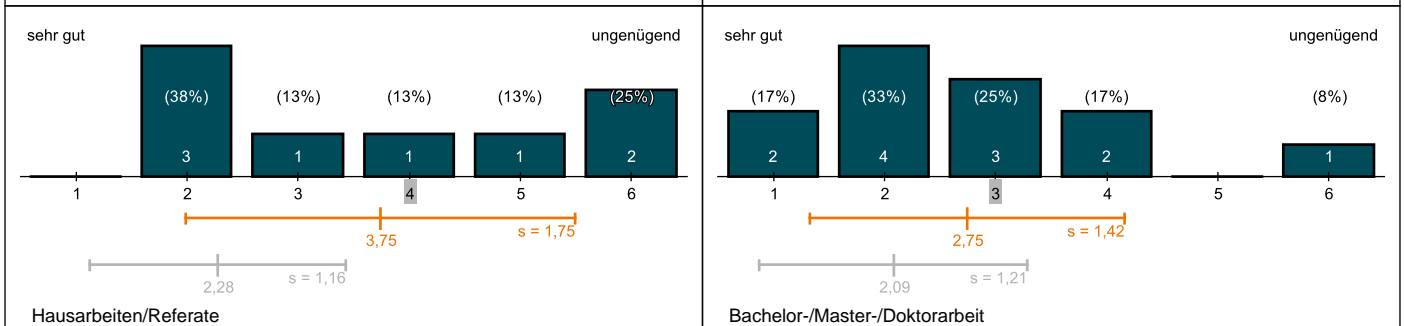 sehr gut ungenügend
(38%) (13%) (13%) (13%) (25%)
3 1 1 1 2
1 2 3 4 5 6
3,75 s = 1,75
2,28 s = 1,16
Hausarbeiten/Referate
sehr gut ungenügend
(17%) (33%) (25%) (17%) (8%)
2 4 3 2 1
1 2 3 4 5 6
2,75 s = 1,42
2,09 s = 1,21
Bachelor-/Master-/Doktorarbeit